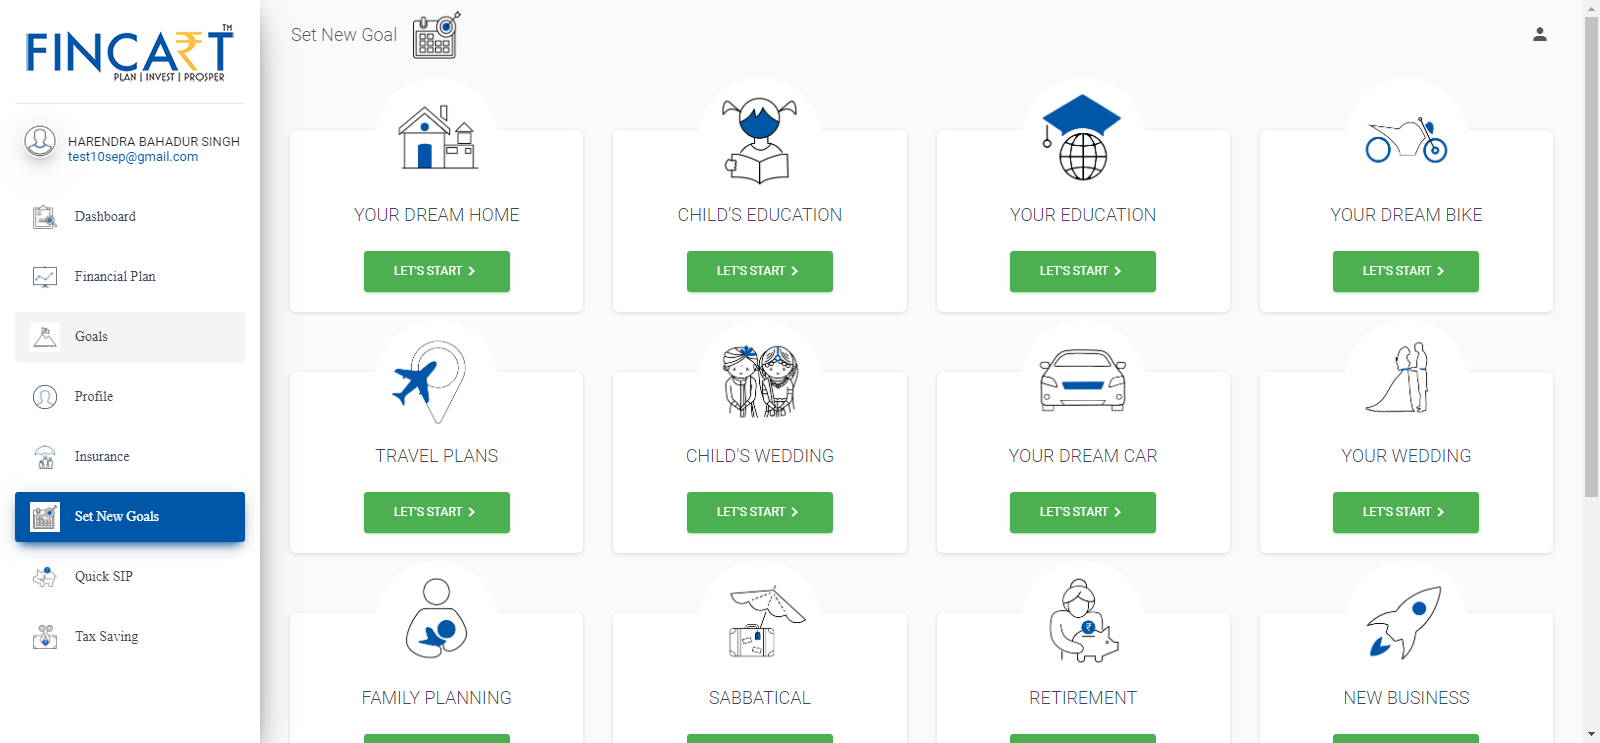 FINCART™
PLAN | INVEST | PROSPER
HARENDRA BAHADUR SINGH
test10sep@gmail.com
Dashboard
Financial Plan
Goals
Profile
Insurance
Set New Goals
Quick SIP
Tax Saving
Set New Goal
YOUR DREAM HOME
LET'S START
CHILD'S EDUCATION
LET'S START
YOUR EDUCATION
LET'S START
YOUR DREAM BIKE
LET'S START
TRAVEL PLANS
LET'S START
CHILD'S WEDDING
LET'S START
YOUR DREAM CAR
LET'S START
YOUR WEDDING
LET'S START
FAMILY PLANNING
SABBATICAL
₹
RETIREMENT
NEW BUSINESS